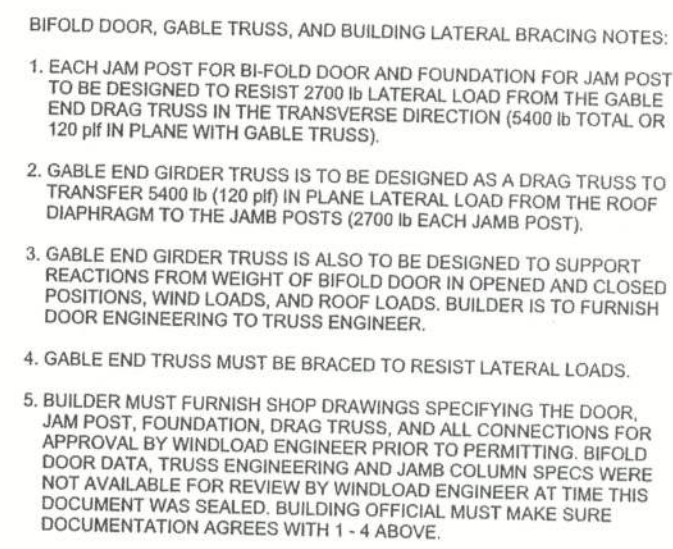 BIFOLD DOOR, GABLE TRUSS, AND BUILDING LATERAL BRACING NOTES:
1. EACH JAM POST FOR BI-FOLD DOOR AND FOUNDATION FOR JAM POST
TO BE DESIGNED TO RESIST 2700 lb LATERAL LOAD FROM THE GABLE
END DRAG TRUSS IN THE TRANSVERSE DIRECTION (5400 lb TOTAL OR
120 plf IN PLANE WITH GABLE TRUSS).
2. GABLE END GIRDER TRUSS IS TO BE DESIGNED AS A DRAG TRUSS TO
TRANSFER 5400 lb (120 plf) IN PLANE LATERAL LOAD FROM THE ROOF
DIAPHRAGM TO THE JAMB POSTS (2700 lb EACH JAMB POST).
3. GABLE END GIRDER TRUSS IS ALSO TO BE DESIGNED TO SUPPORT
REACTIONS FROM WEIGHT OF BIFOLD DOOR IN OPENED AND CLOSED
POSITIONS, WIND LOADS, AND ROOF LOADS. BUILDER IS TO FURNISH
DOOR ENGINEERING TO TRUSS ENGINEER.
4. GABLE END TRUSS MUST BE BRACED TO RESIST LATERAL LOADS.
5. BUILDER MUST FURNISH SHOP DRAWINGS SPECIFYING THE DOOR,
JAM POST, FOUNDATION, DRAG TRUSS, AND ALL CONNECTIONS FOR
APPROVAL BY WINDLOAD ENGINEER PRIOR TO PERMITTING. BIFOLD
DOOR DATA, TRUSS ENGINEERING AND JAMB COLUMN SPECS WERE
NOT AVAILABLE FOR REVIEW BY WINDLOAD ENGINEER AT TIME THIS
DOCUMENT WAS SEALED. BUILDING OFFICIAL MUST MAKE SURE
DOCUMENTATION AGREES WITH 1 - 4 ABOVE.